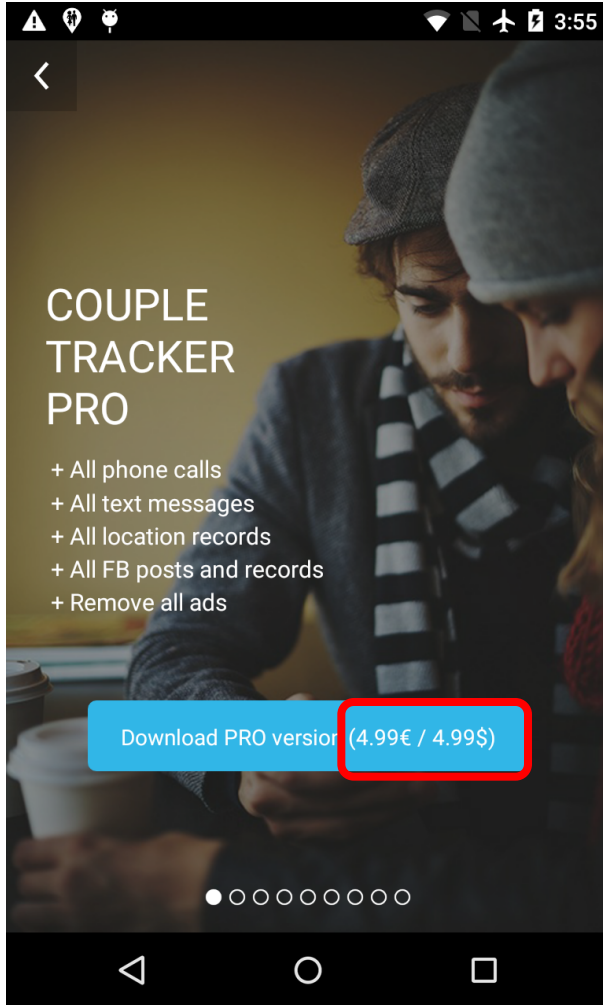 3:55
COUPLE
TRACKER
PRO
+ All phone calls
+ All text messages
+ All location records
+ All FB posts and records
+ Remove all ads
Download PRO version (4.99€ / 4.99$)